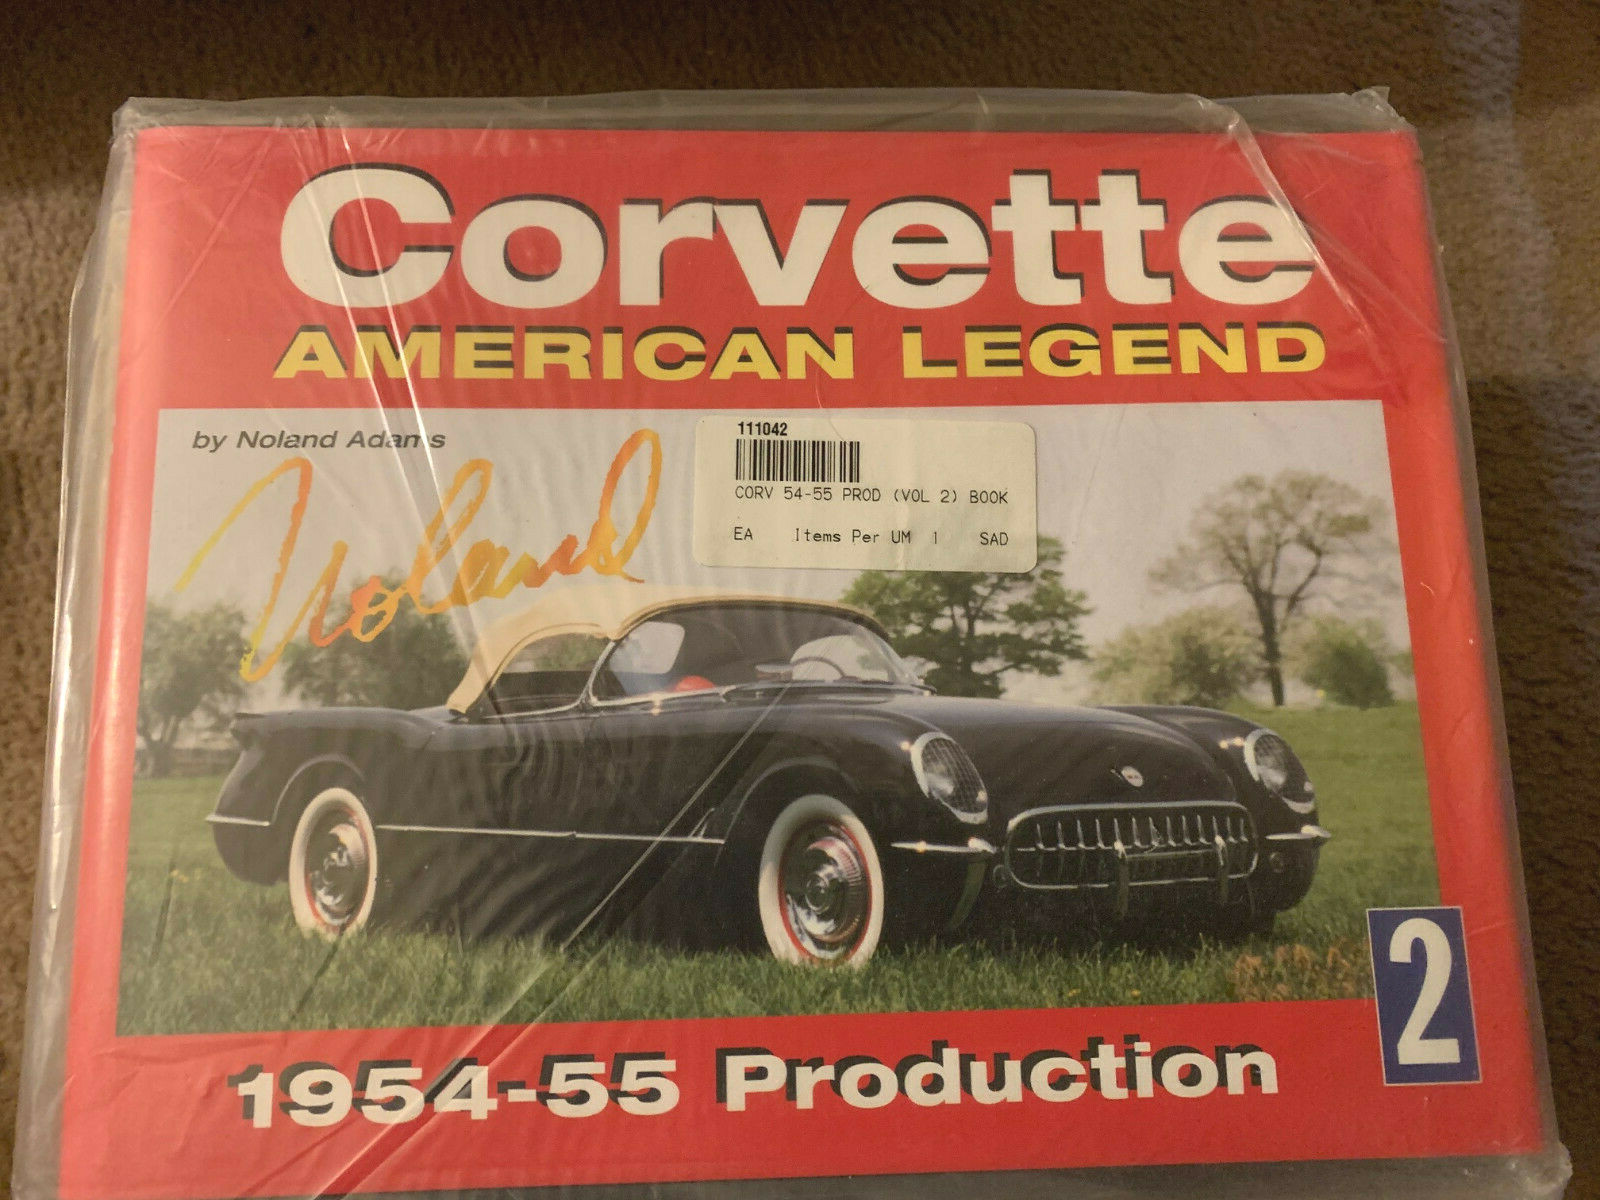 Corvette
AMERICAN LEGEND
by Noland Adams
Noland
111042
CORV 54-55 PROD (VOL 2) BOOK
EA Items Per UM 1 SAD
2
1954-55 Production